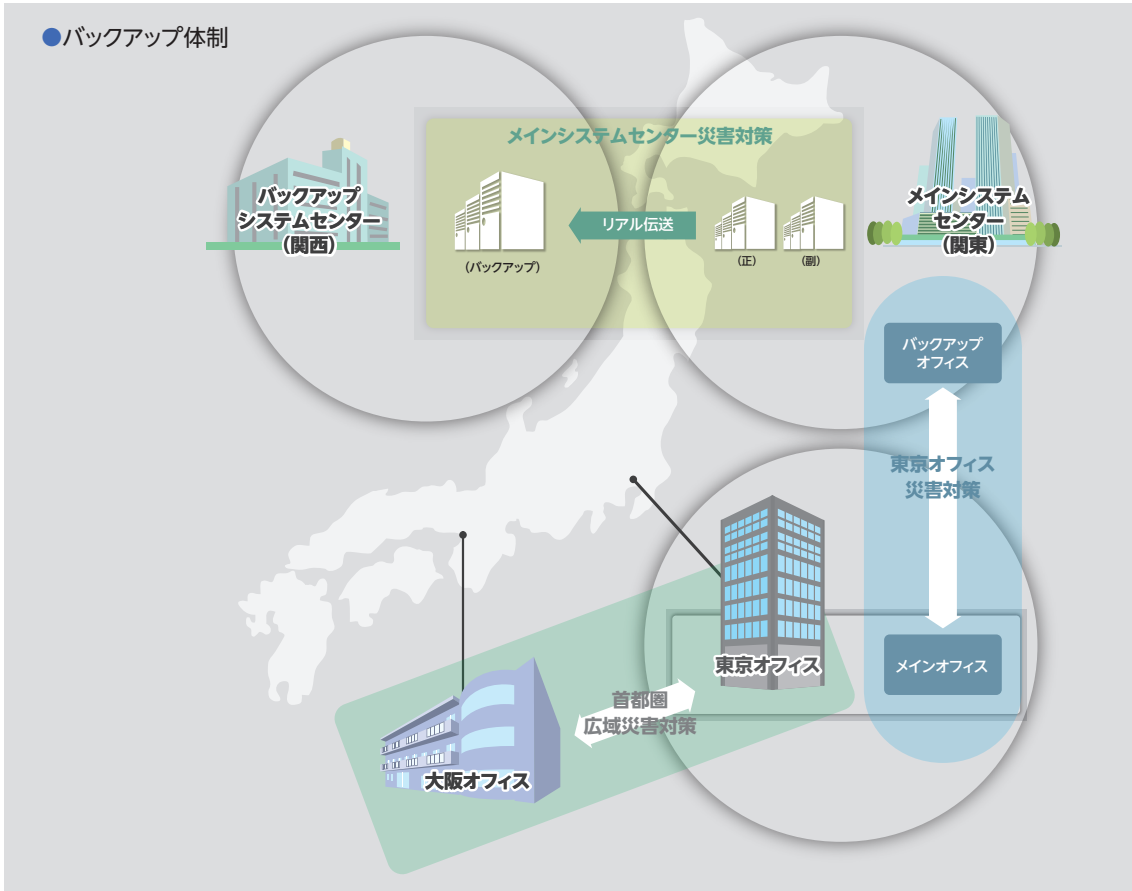 ●バックアップ体制
メインシステムセンター災害対策
バックアップ
システムセンター
(関西)
リアル伝送
(バックアップ)
(正)
(副)
メインシステム
センター
(関東)
バックアップ
オフィス
東京オフィス
災害対策
メインオフィス
東京オフィス
首都圏
広域災害対策
大阪オフィス